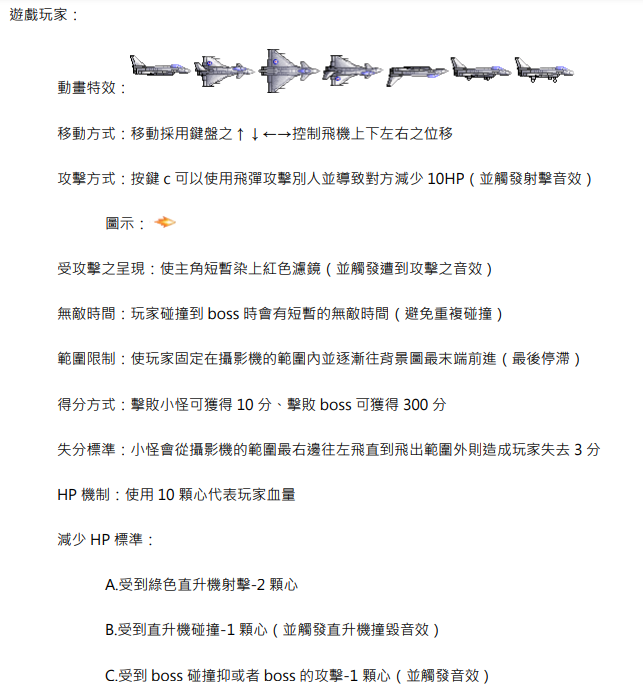 遊戲玩家：
動畫特效：
移動方式：移動採用鍵盤之↑↓←→控制飛機上下左右之位移
攻擊方式：按鍵 c 可以使用飛彈攻擊別人並導致對方減少 10HP（並觸發射擊音效）
圖示：
受攻擊之呈現：使主角短暫染上紅色濾鏡（並觸發遭到攻擊之音效）
無敵時間：玩家碰撞到 boss 時會有短暫的無敵時間（避免重複碰撞）
範圍限制：使玩家固定在攝影機的範圍內並逐漸往背景圖最末端前進（最後停滯）
得分方式：擊敗小怪可獲得 10 分、擊敗 boss 可獲得 300 分
失分標準：小怪會從攝影機的範圍最右邊往左飛直到飛出範圍外則造成玩家失去 3 分
HP 機制：使用 10 顆心代表玩家血量
減少 HP 標準：
A.受到綠色直升機射擊-2 顆心
B.受到直升機碰撞-1 顆心（並觸發直升機撞毀音效）
C.受到 boss 碰撞抑或者 boss 的攻擊-1 顆心（並觸發音效）